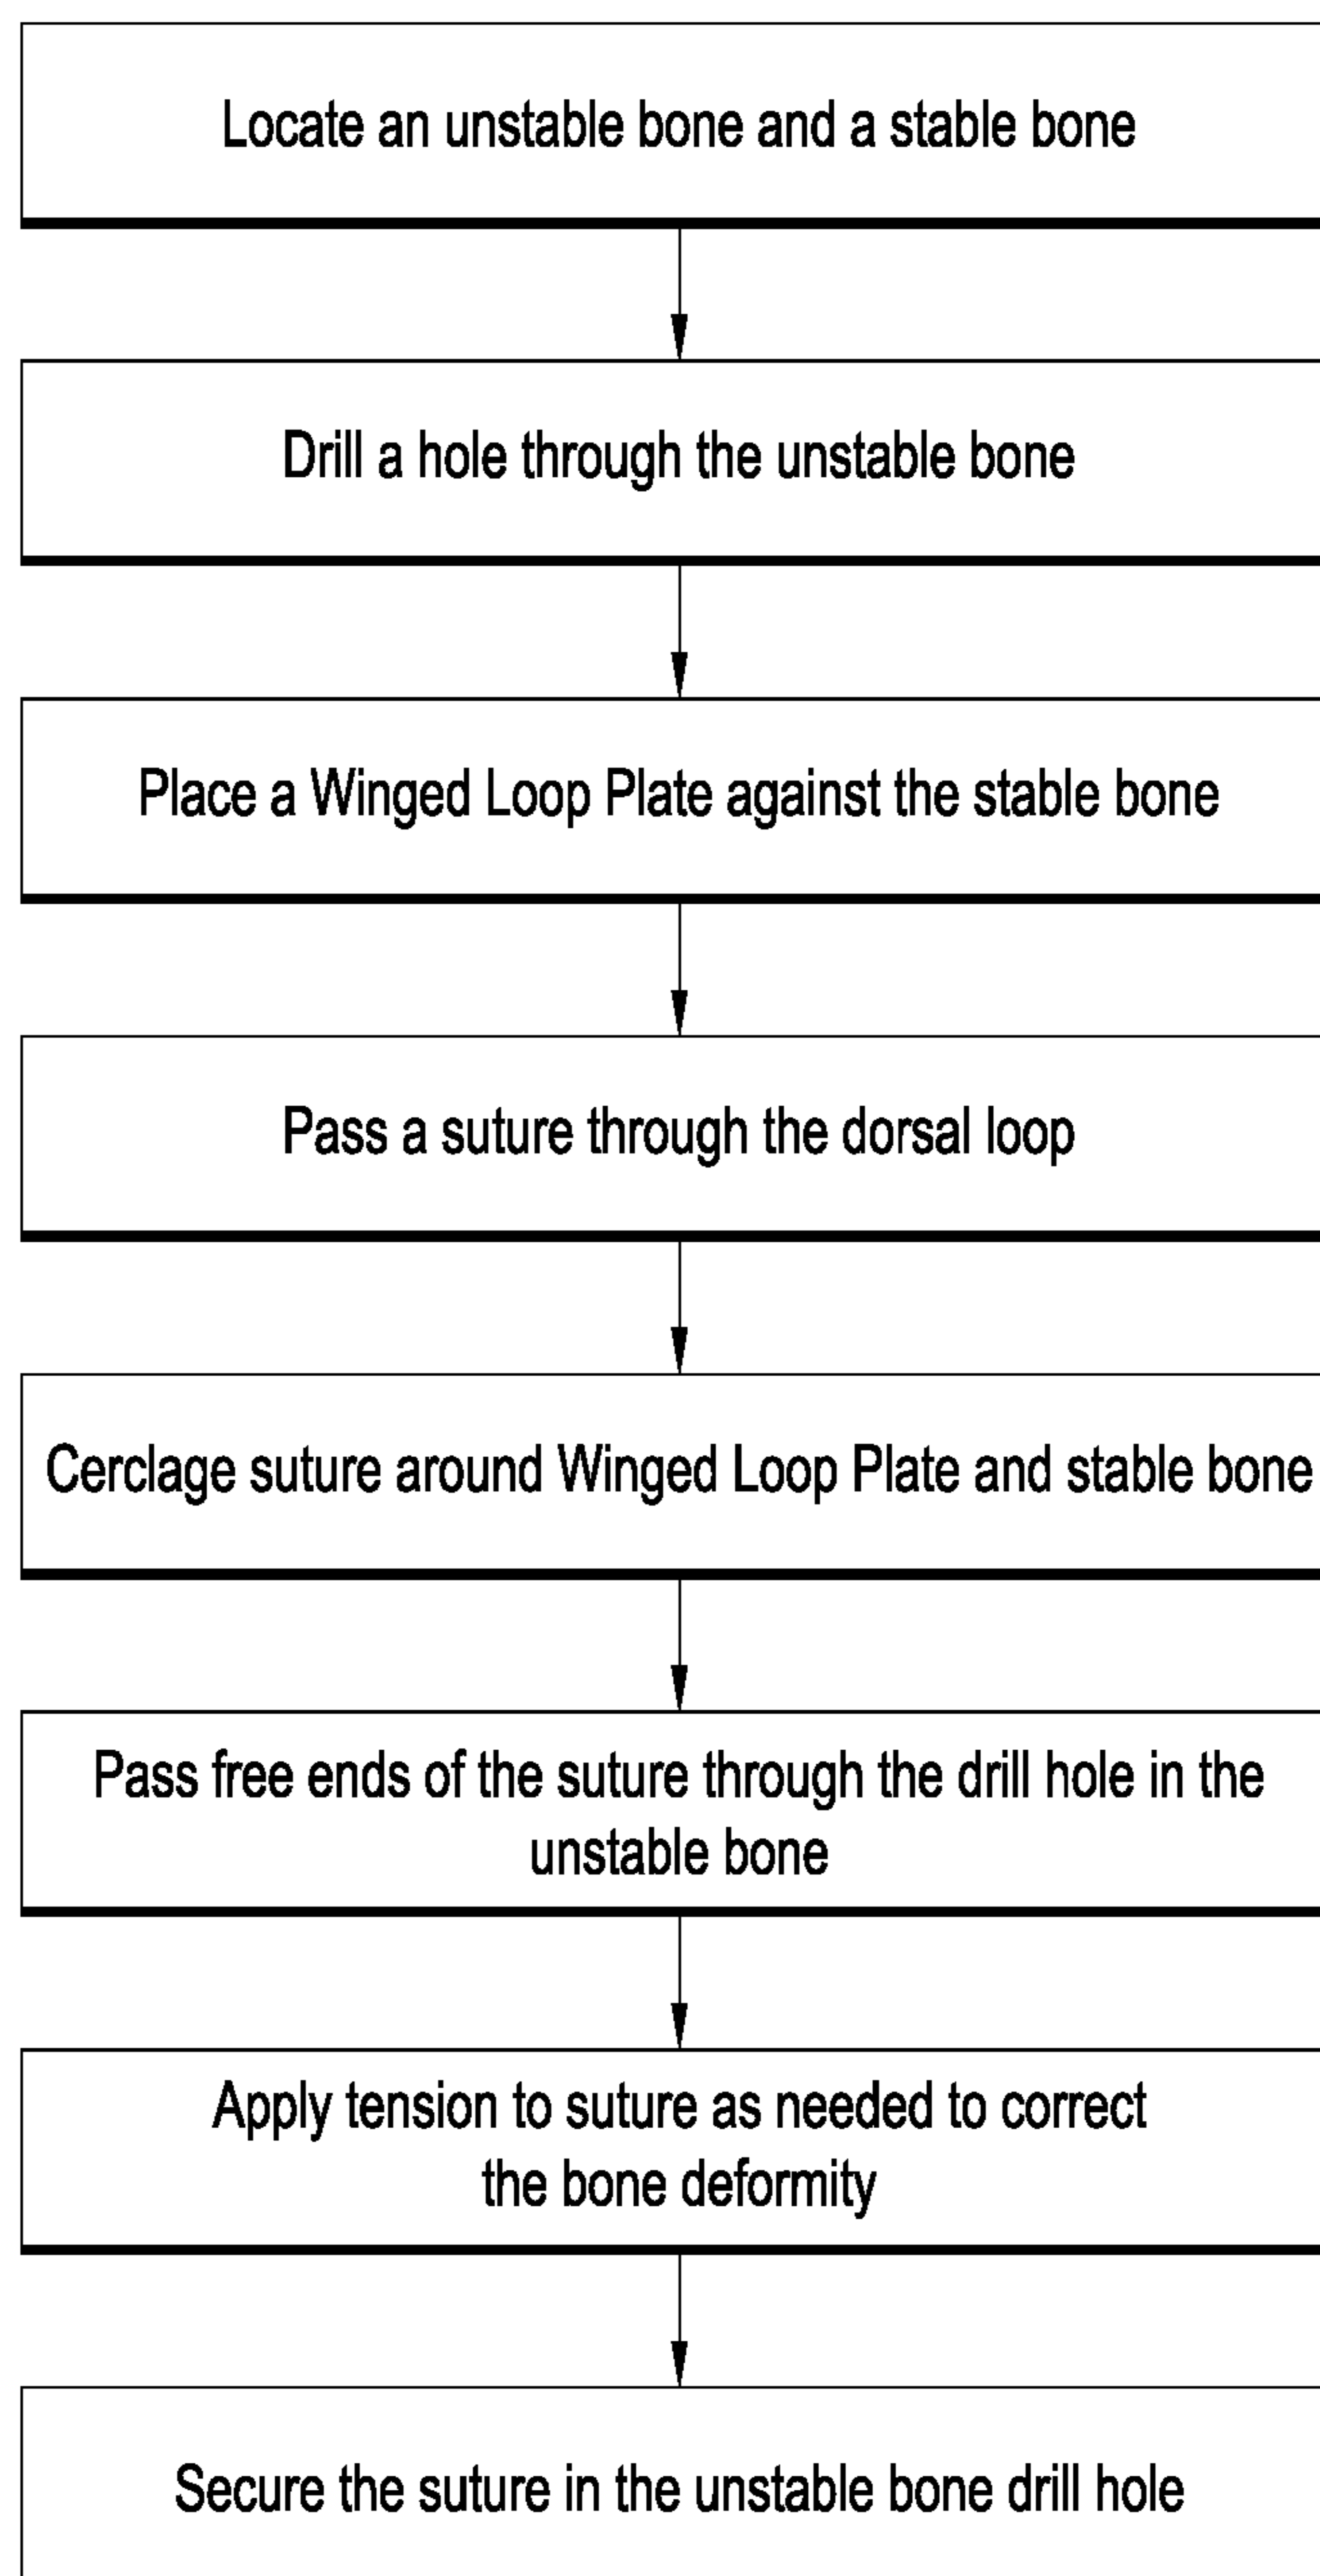 Locate an unstable bone and a stable bone
Drill a hole through the unstable bone
Place a Winged Loop Plate against the stable bone
Pass a suture through the dorsal loop
Cerclage suture around Winged Loop Plate and stable bone
Pass free ends of the suture through the drill hole in the
unstable bone
Apply tension to suture as needed to correct
the bone deformity
Secure the suture in the unstable bone drill hole